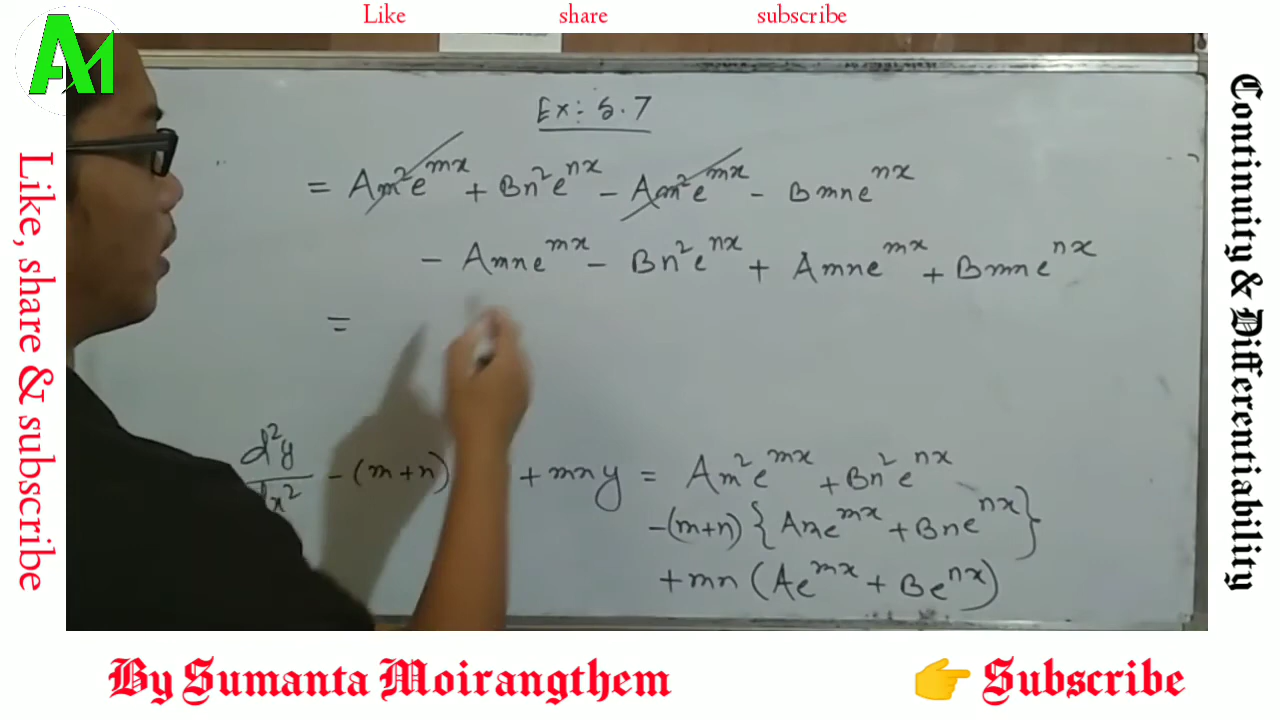 Like share subscribe
AM
Like, share & subscribe
Continuity & Differentiability
Ex: 5.7
= Am²e^mx + Bn²e^nx - Am²e^mx - Bmne^nx
- Amne^mx - Bn²e^nx + Amne^mx + Bmne^nx
=
d²y/dx² - (m+n) + mny = Am²e^mx + Bn²e^nx
-(m+n) {Ame^mx + Bne^nx}
+mn (Ae^mx + Be^nx)
By Sumanta Moirangthem
👉 Subscribe